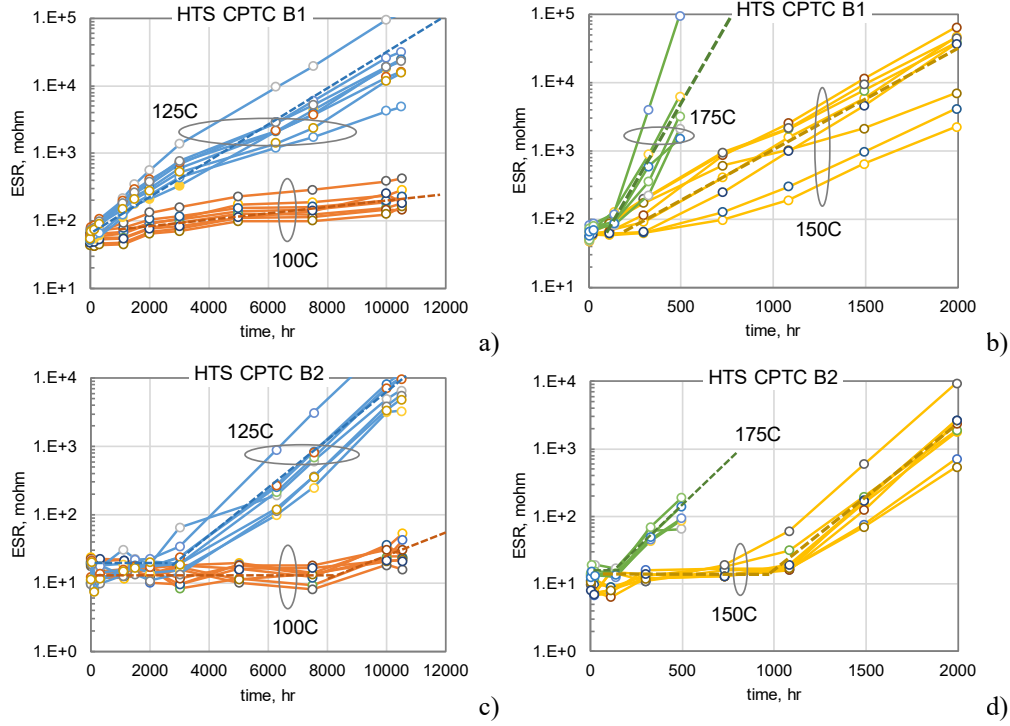 HTS CPTC B1
1.E+5
1.E+4
1.E+3
1.E+2
1.E+1
ESR, mohm
125C
100C
0 2000 4000 6000 8000 10000 12000
time, hr
a)
HTS CPTC B1
1.E+5
1.E+4
1.E+3
1.E+2
1.E+1
ESR, mohm
175C
150C
0 500 1000 1500 2000
time, hr
b)
HTS CPTC B2
1.E+4
1.E+3
1.E+2
1.E+1
1.E+0
ESR, mohm
125C
100C
0 2000 4000 6000 8000 10000 12000
time, hr
c)
HTS CPTC B2
1.E+4
1.E+3
1.E+2
1.E+1
1.E+0
ESR, mohm
175C
150C
0 500 1000 1500 2000
time, hr
d)